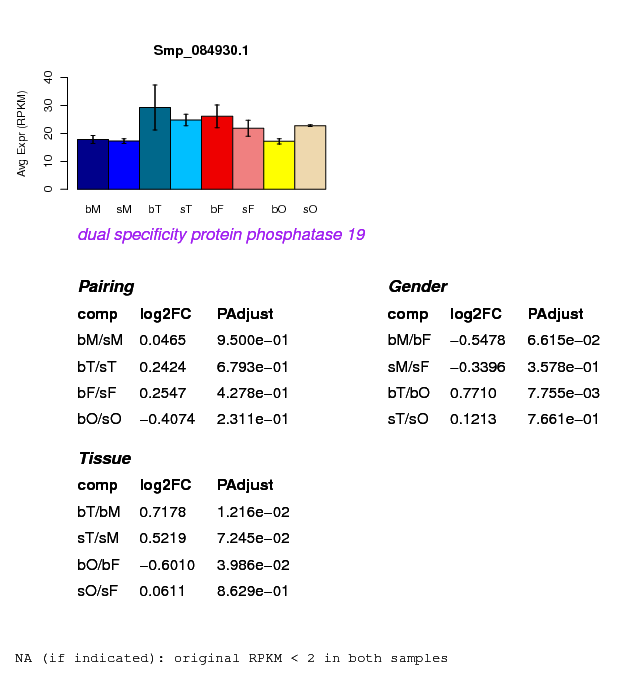 Smp_084930.1
Avg Expr (RPKM)
40
30
20
10
0
bM sM bT sT bF sF bO sO
dual specificity protein phosphatase 19
Pairing
comp log2FC PAdjust
bM/sM 0.0465 9.500e−01
bT/sT 0.2424 6.793e−01
bF/sF 0.2547 4.278e−01
bO/sO −0.4074 2.311e−01
Gender
comp log2FC PAdjust
bM/bF −0.5478 6.615e−02
sM/sF −0.3396 3.578e−01
bT/bO 0.7710 7.755e−03
sT/sO 0.1213 7.661e−01
Tissue
comp log2FC PAdjust
bT/bM 0.7178 1.216e−02
sT/sM 0.5219 7.245e−02
bO/bF −0.6010 3.986e−02
sO/sF 0.0611 8.629e−01
NA (if indicated): original RPKM < 2 in both samples